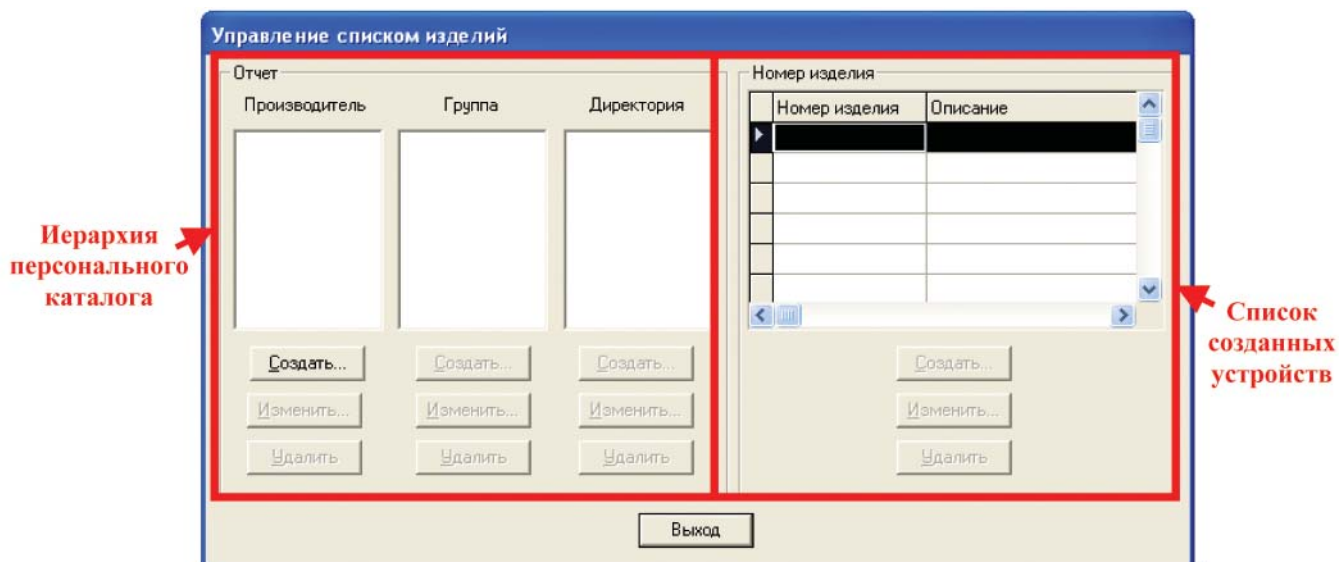 Управление списком изделий
Отчет
Производитель
Группа
Директория
Создать...
Создать...
Создать...
Изменить...
Изменить...
Изменить...
Удалить
Удалить
Удалить
Номер изделия
Номер изделия
Описание
Создать...
Изменить...
Удалить
Выход
Иерархия
персонального
каталога
Список
созданных
устройств